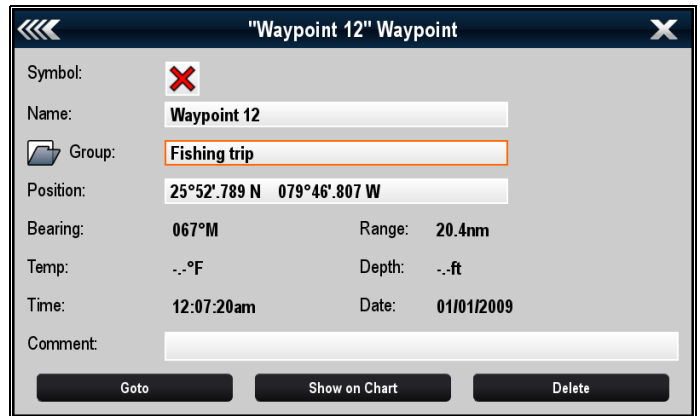 "Waypoint 12" Waypoint
Symbol:
Name: Waypoint 12
Group: Fishing trip
Position: 25°52'.789 N 079°46'.807 W
Bearing: 067°M Range: 20.4nm
Temp: -.-°F Depth: -.-ft
Time: 12:07:20am Date: 01/01/2009
Comment:
Goto Show on Chart Delete